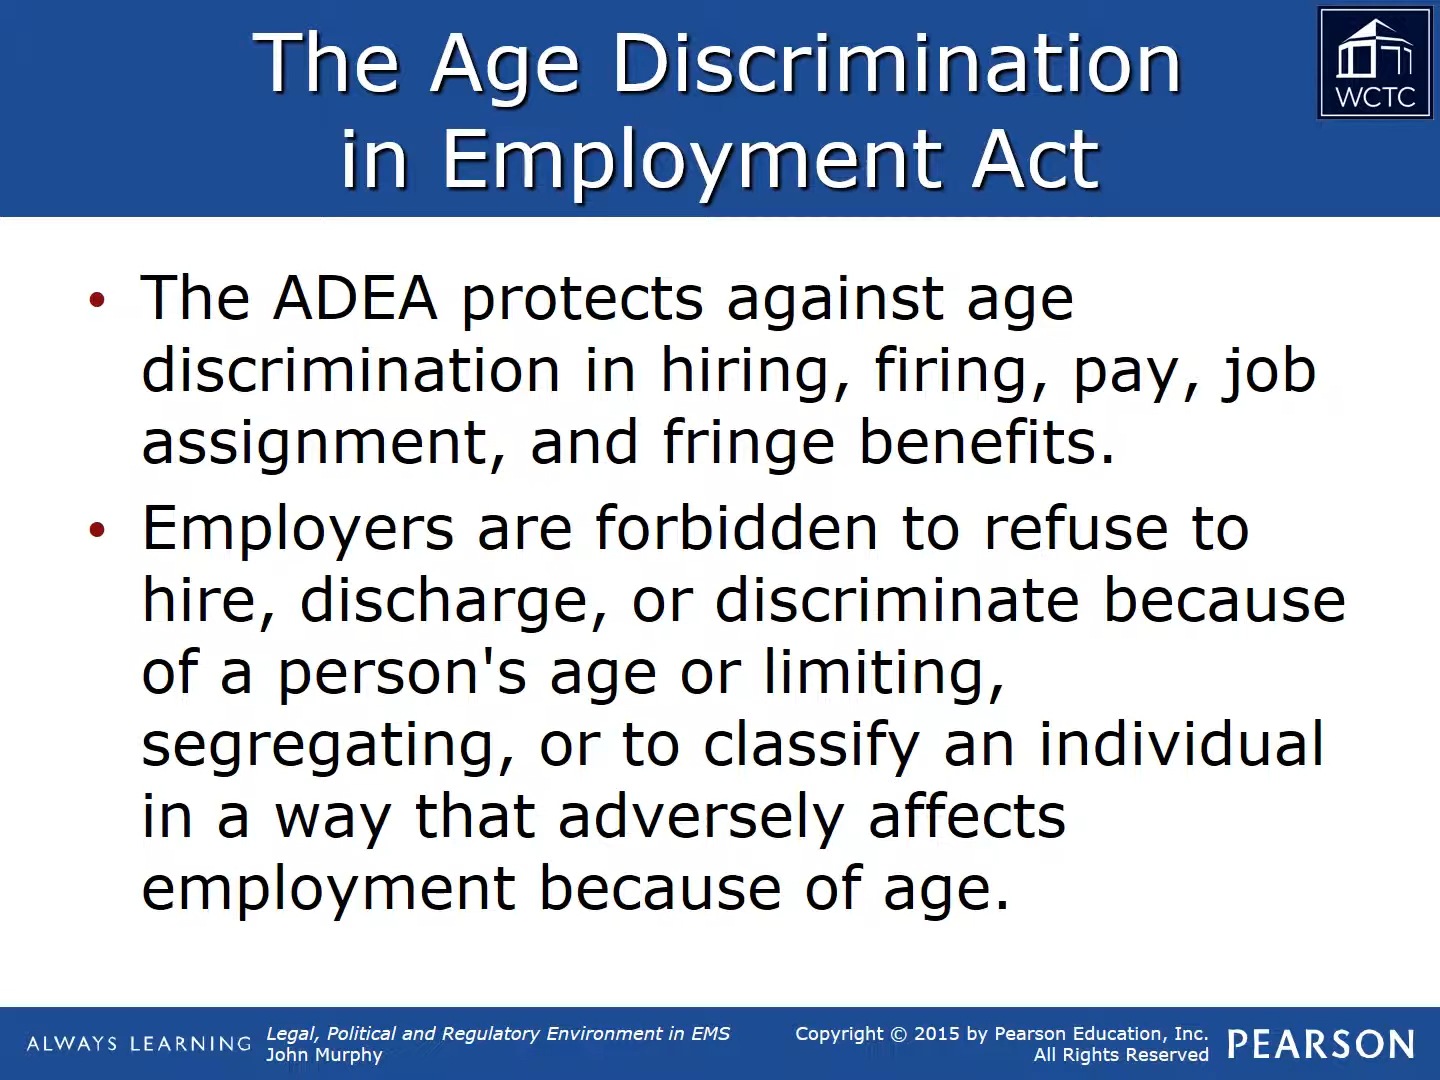 The Age Discrimination
in Employment Act
WCTC
• The ADEA protects against age
discrimination in hiring, firing, pay, job
assignment, and fringe benefits.
• Employers are forbidden to refuse to
hire, discharge, or discriminate because
of a person's age or limiting,
segregating, or to classify an individual
in a way that adversely affects
employment because of age.
ALWAYS LEARNING
Legal, Political and Regulatory Environment in EMS
John Murphy
Copyright © 2015 by Pearson Education, Inc.
All Rights Reserved
PEARSON